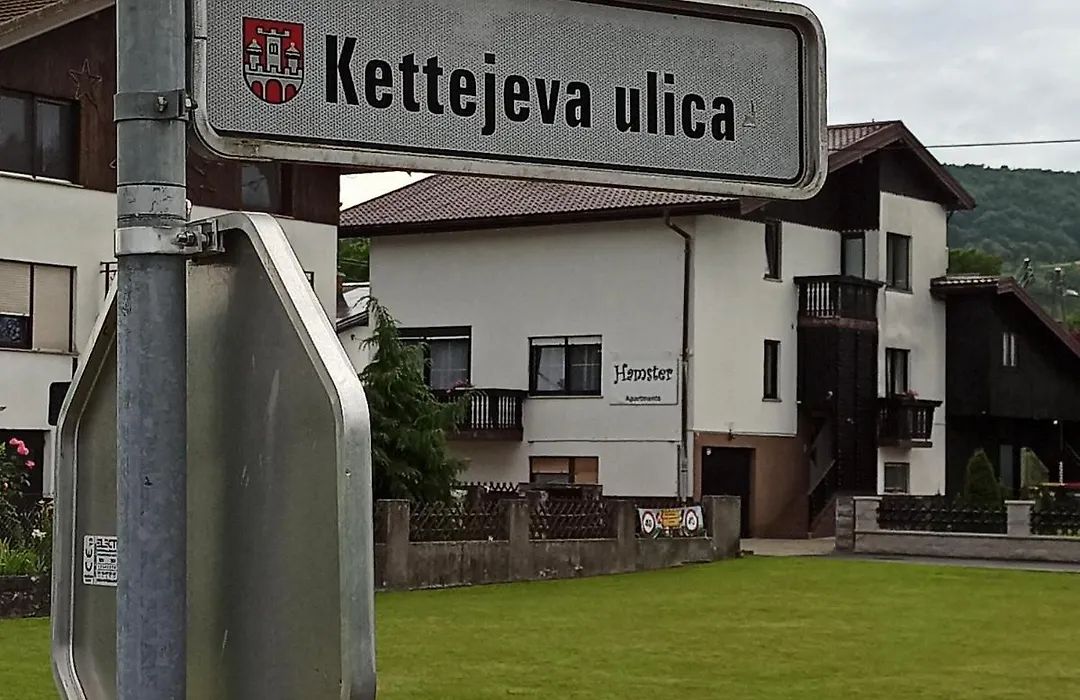 Kettejeva ulica
Hamster
Apartments